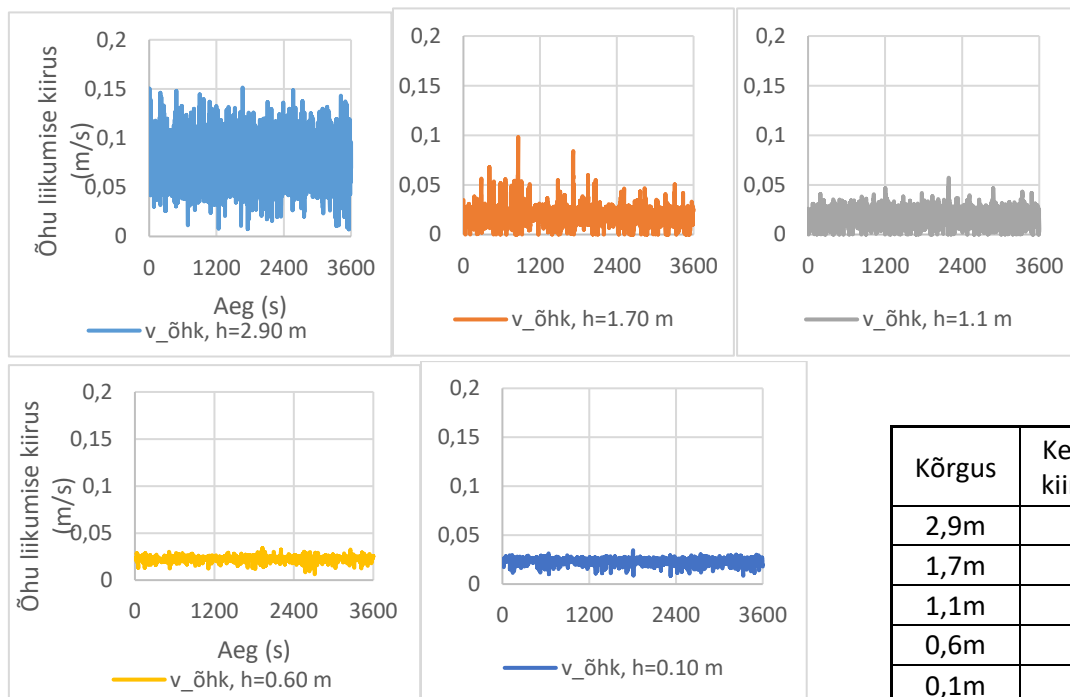 Õhu liikumise kiirus
(m/s)
0,2
0,15
0,1
0,05
0
0 1200 2400 3600
Aeg (s)
v_õhk, h=2.90 m
0,2
0,15
0,1
0,05
0
0 1200 2400 3600
v_õhk, h=1.70 m
0,2
0,15
0,1
0,05
0
0 1200 2400 3600
v_õhk, h=1.1 m
Õhu liikumise kiirus
(m/s)
0,2
0,15
0,1
0,05
0
0 1200 2400 3600
Aeg (s)
v_õhk, h=0.60 m
0,2
0,15
0,1
0,05
0
0 1200 2400 3600
v_õhk, h=0.10 m
Kõrgus
2,9m
1,7m
1,1m
0,6m
0,1m